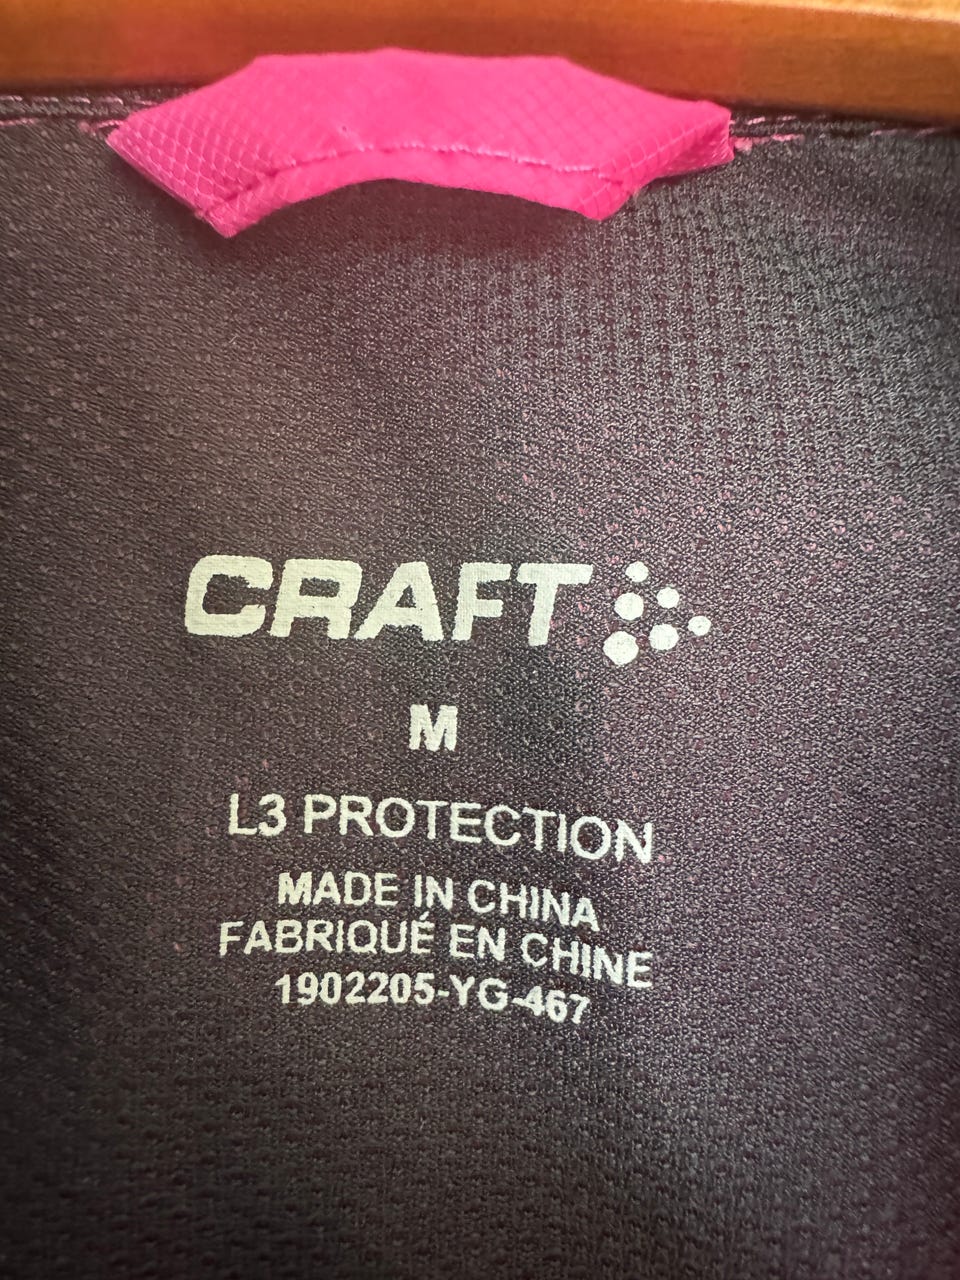 CRAFT
M
L3 PROTECTION
MADE IN CHINA
FABRIQUÉ EN CHINE
1902205-YG-467